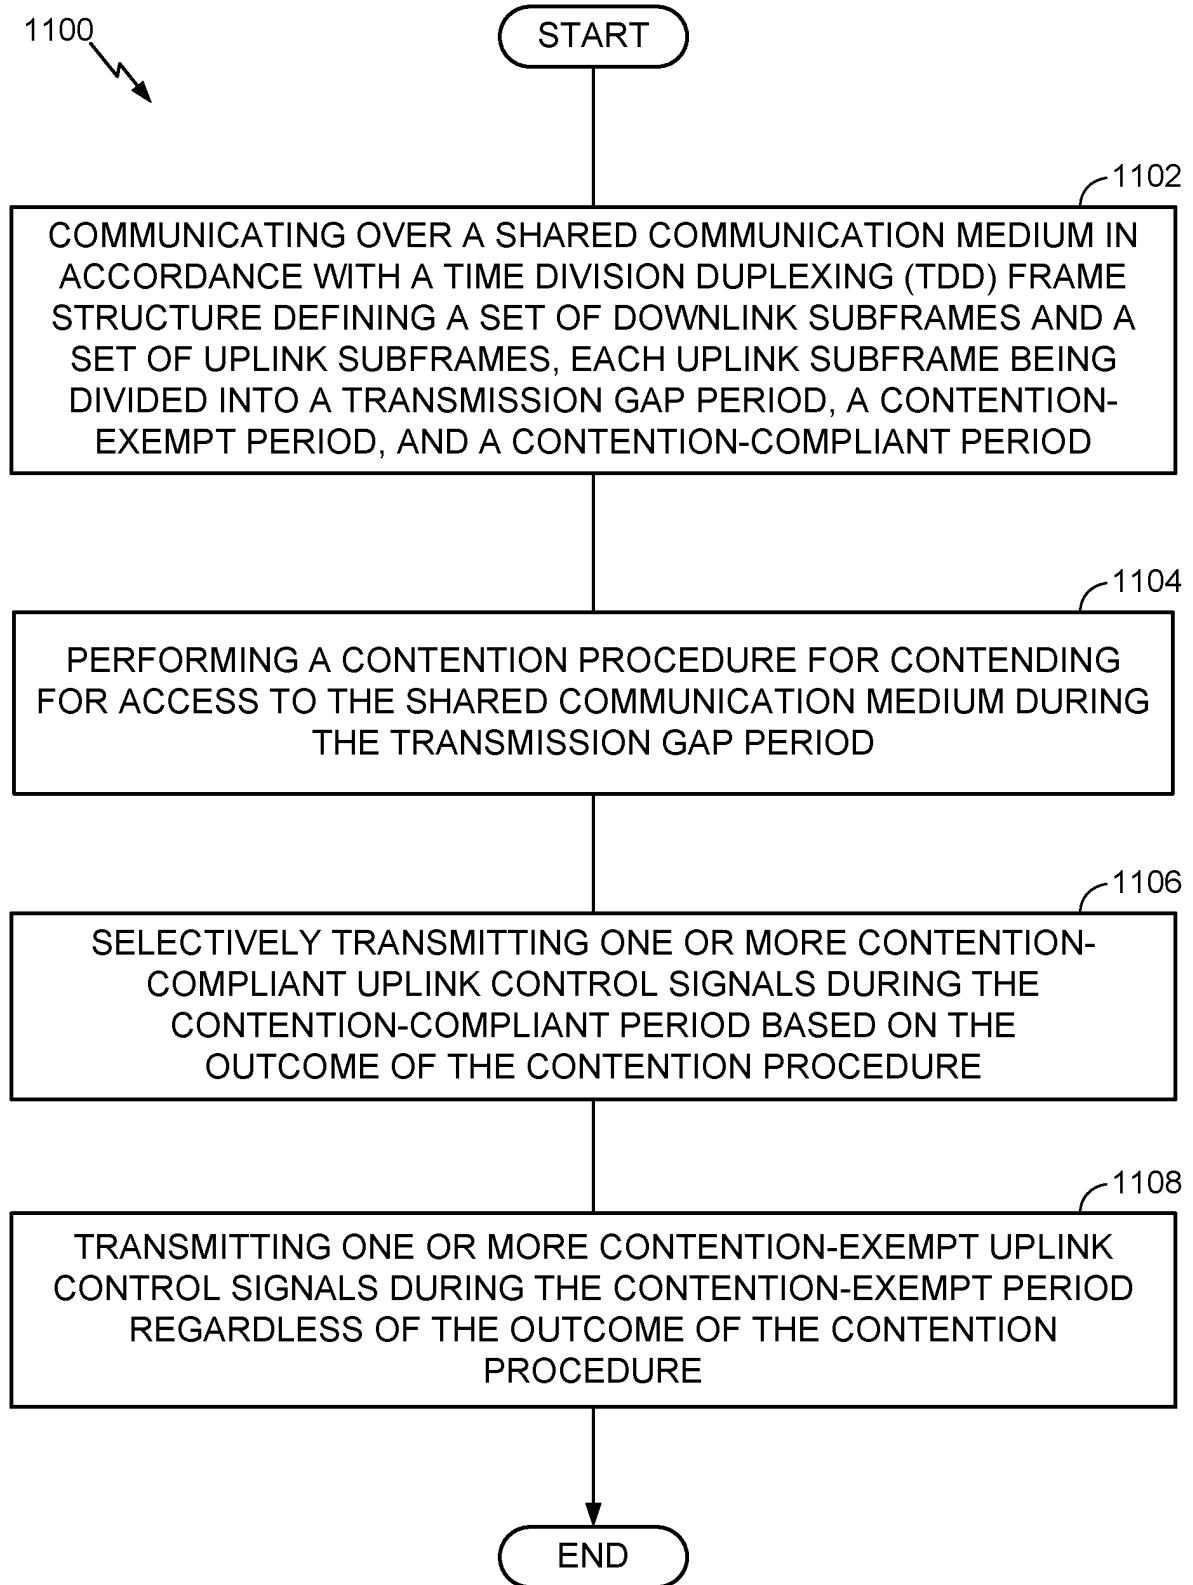 1100
START
1102
COMMUNICATING OVER A SHARED COMMUNICATION MEDIUM IN
ACCORDANCE WITH A TIME DIVISION DUPLEXING (TDD) FRAME
STRUCTURE DEFINING A SET OF DOWNLINK SUBFRAMES AND A
SET OF UPLINK SUBFRAMES, EACH UPLINK SUBFRAME BEING
DIVIDED INTO A TRANSMISSION GAP PERIOD, A CONTENTION-
EXEMPT PERIOD, AND A CONTENTION-COMPLIANT PERIOD
1104
PERFORMING A CONTENTION PROCEDURE FOR CONTENDING
FOR ACCESS TO THE SHARED COMMUNICATION MEDIUM DURING
THE TRANSMISSION GAP PERIOD
1106
SELECTIVELY TRANSMITTING ONE OR MORE CONTENTION-
COMPLIANT UPLINK CONTROL SIGNALS DURING THE
CONTENTION-COMPLIANT PERIOD BASED ON THE
OUTCOME OF THE CONTENTION PROCEDURE
1108
TRANSMITTING ONE OR MORE CONTENTION-EXEMPT UPLINK
CONTROL SIGNALS DURING THE CONTENTION-EXEMPT PERIOD
REGARDLESS OF THE OUTCOME OF THE CONTENTION
PROCEDURE
END